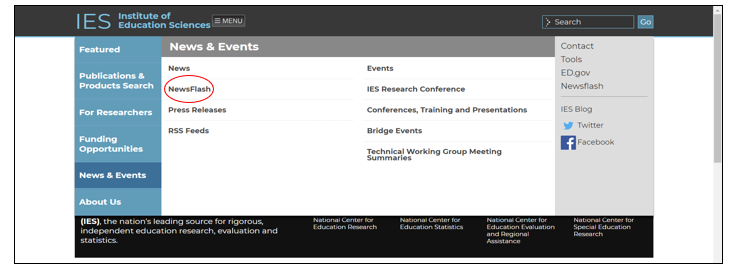 IES Institute of Education Sciences
MENU
Search
Go
Featured
Publications &
Products Search
For Researchers
Funding
Opportunities
News & Events
About Us
News & Events
News
NewsFlash
Press Releases
RSS Feeds
Events
IES Research Conference
Conferences, Training and Presentations
Bridge Events
Technical Working Group Meeting
Summaries
Contact
Tools
ED.gov
Newsflash
IES Blog
Twitter
Facebook
(IES), the nation's leading source for rigorous,
independent education research, evaluation and
statistics.
National Center for
Education Research
National Center for
Education Statistics
National Center for
Education Evaluation
and Regional
Assistance
National Center for
Special Education
Research